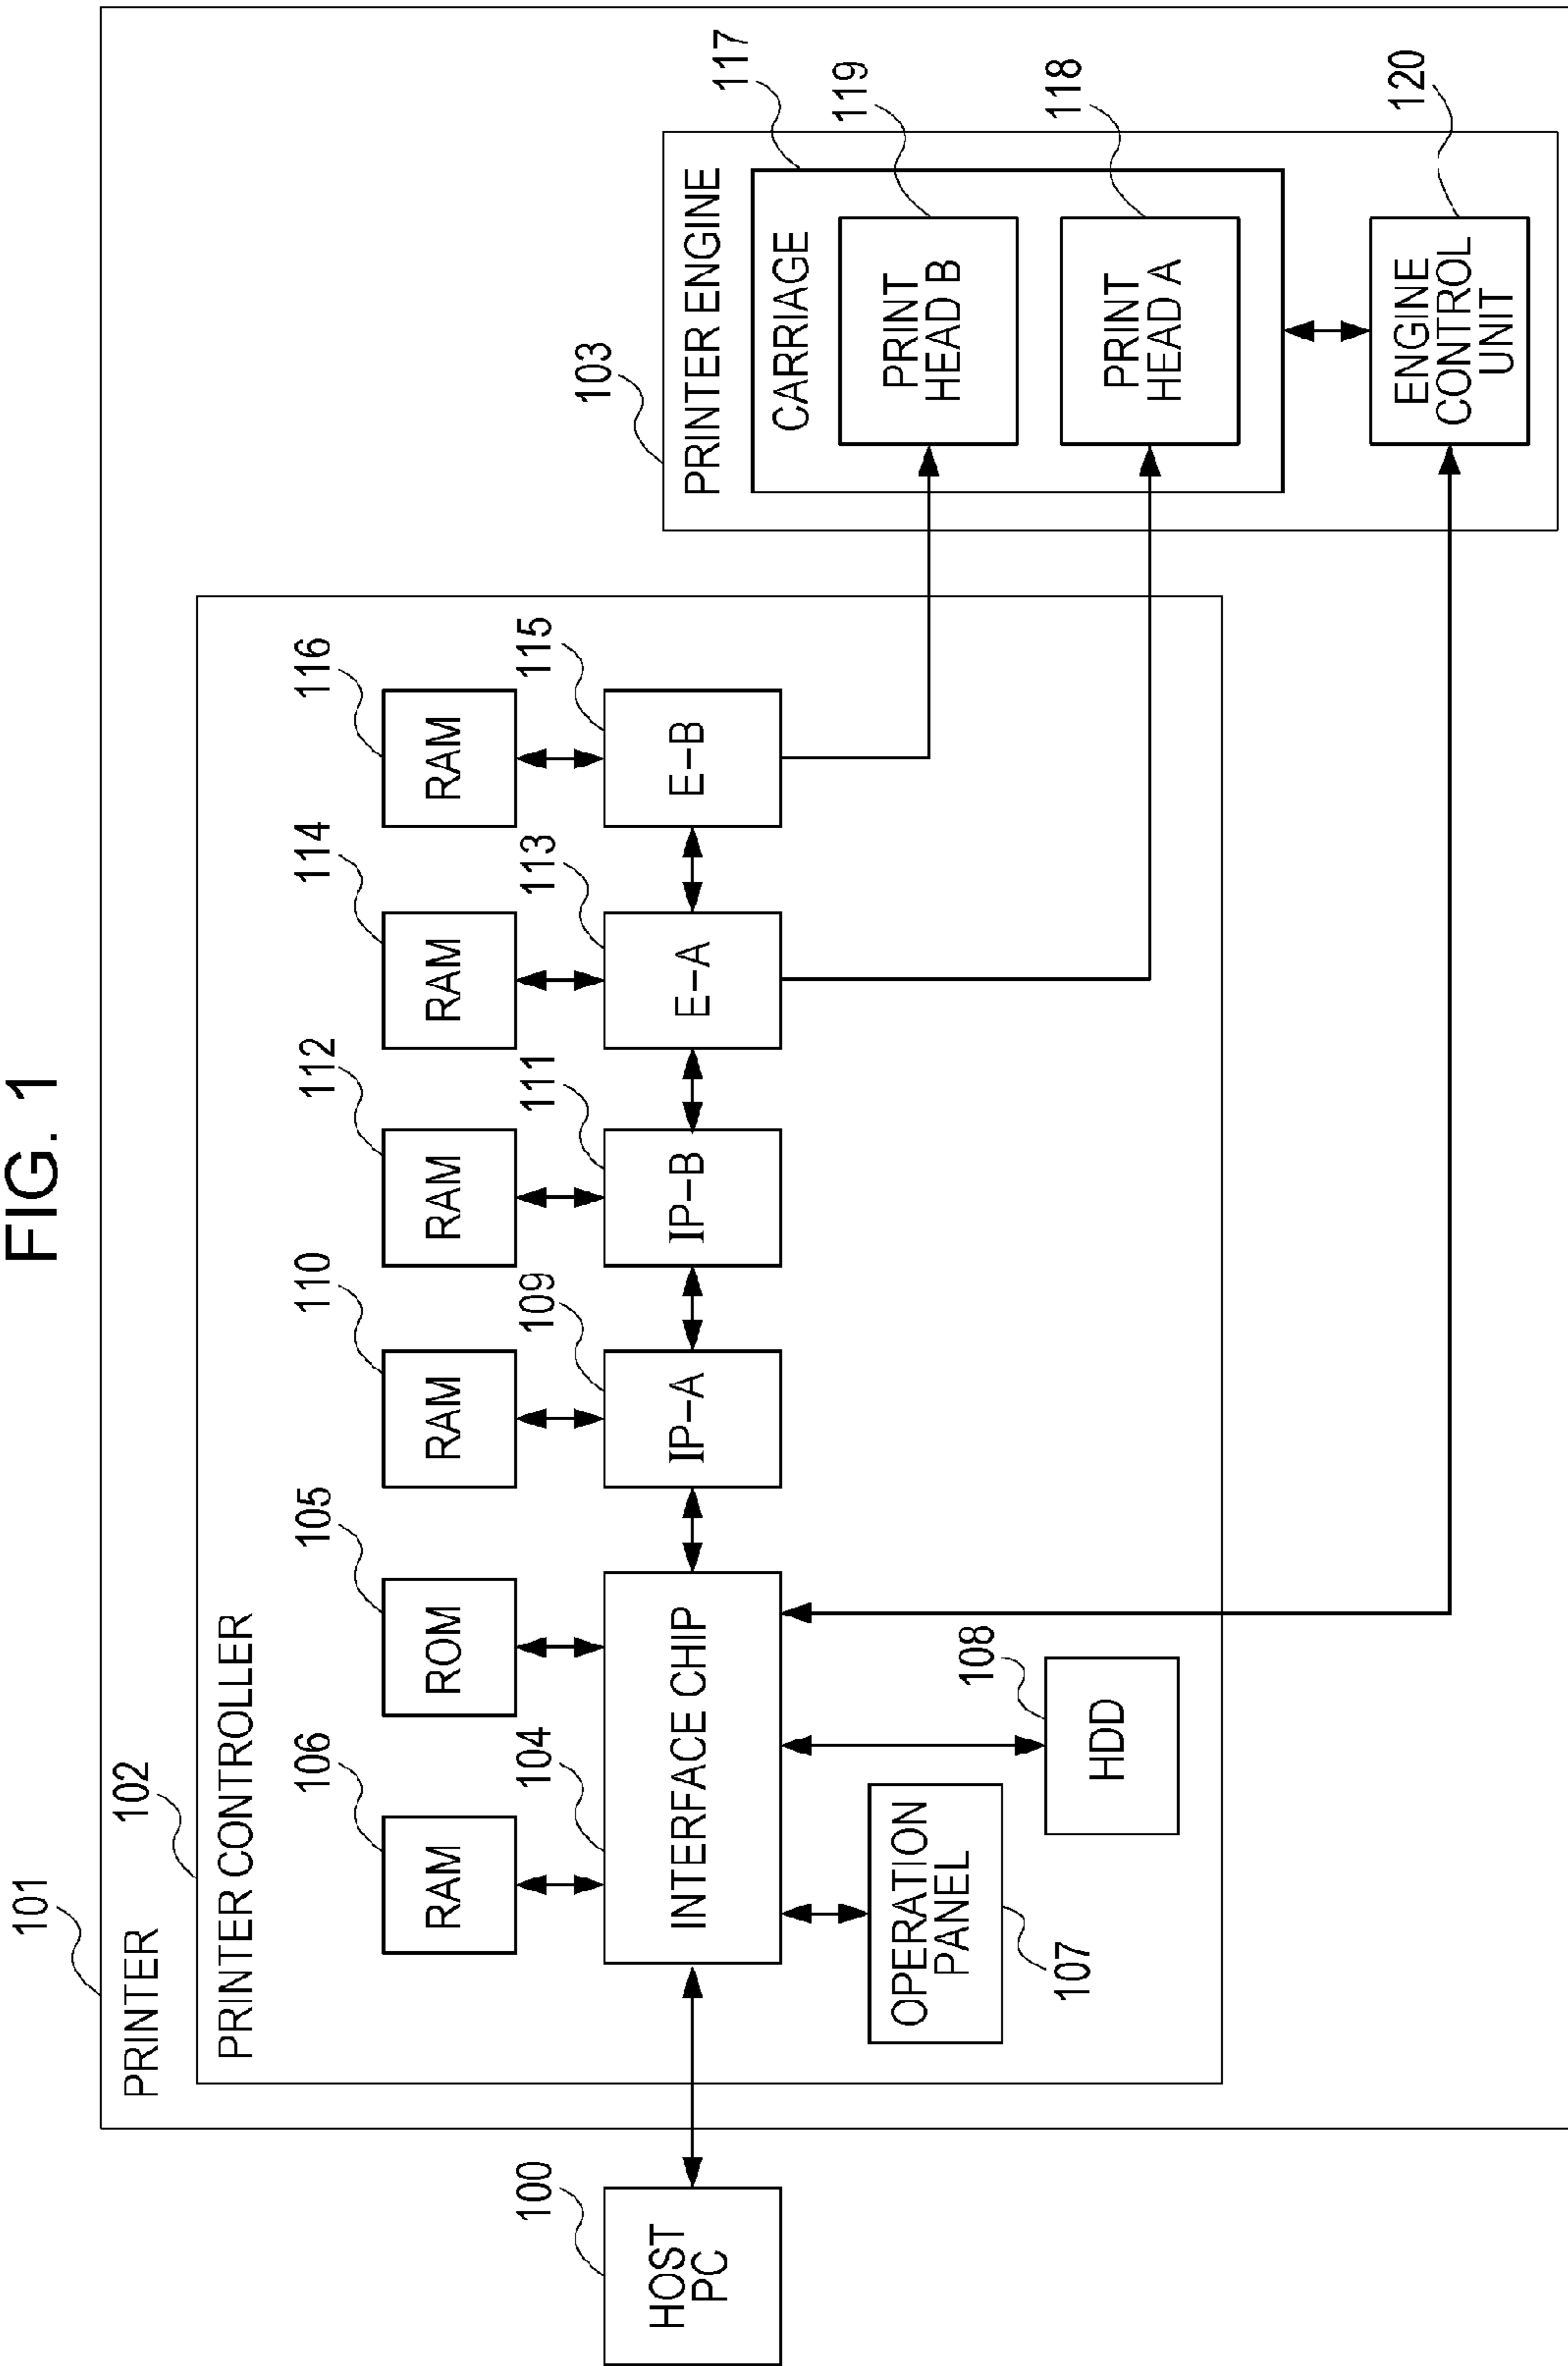 FIG. 1
101
PRINTER
102
PRINTER CONTROLLER
106
RAM
105
ROM
110
RAM
112
RAM
114
RAM
116
RAM
100
HOST
PC
104
INTERFACE CHIP
109
IP-A
111
IP-B
113
E-A
115
E-B
OPERATION
PANEL
107
108
HDD
103
PRINTER ENGINE
117
CARRIAGE
119
PRINT
HEAD B
118
PRINT
HEAD A
120
ENGINE
CONTROL
UNIT